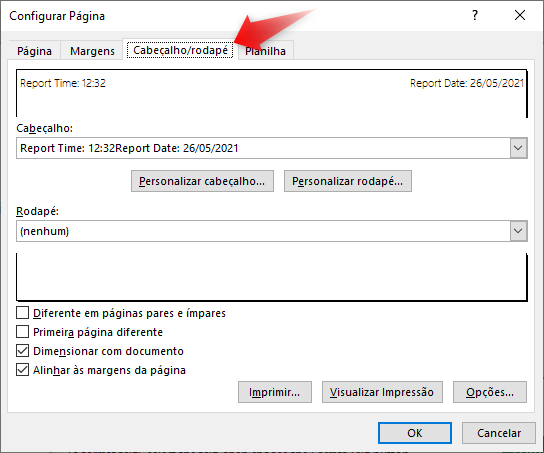 Configurar Página
Página Margens Cabeçalho/rodapé Planilha
Report Time: 12:32 Report Date: 26/05/2021
Cabeçalho:
Report Time: 12:32Report Date: 26/05/2021
Personalizar cabeçalho... Personalizar rodapé...
Rodapé:
(nenhum)
Diferente em páginas pares e ímpares
Primeira página diferente
Dimensionar com documento
Alinhar às margens da página
Imprimir... Visualizar Impressão Opções...
OK Cancelar